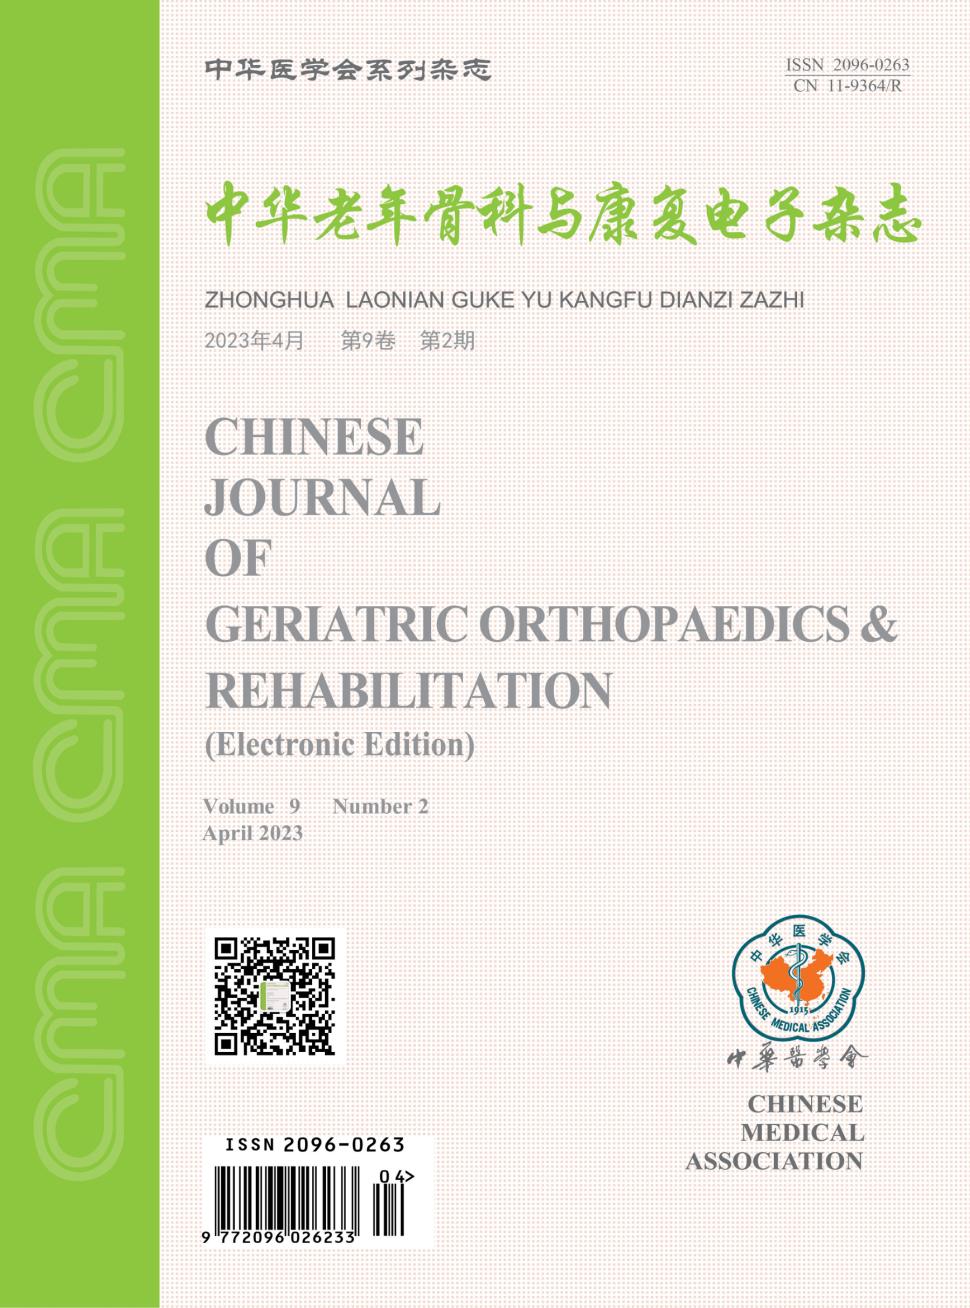 CMA CMA CMA
中华医学会系列杂志
ISSN 2096-0263
CN 11-9364/R
中华老年骨科与康复电子杂志
ZHONGHUA LAONIAN GUKE YU KANGFU DIANZI ZAZHI
2023年4月 第9卷 第2期
CHINESE
JOURNAL
OF
GERIATRIC ORTHOPAEDICS &
REHABILITATION
(Electronic Edition)
Volume 9 Number 2
April 2023
中华医学会
1915
CHINESE MEDICAL ASSOCIATION
中華醫學會
CHINESE
MEDICAL
ASSOCIATION
ISSN 2096-0263
04>
9 772096 026233